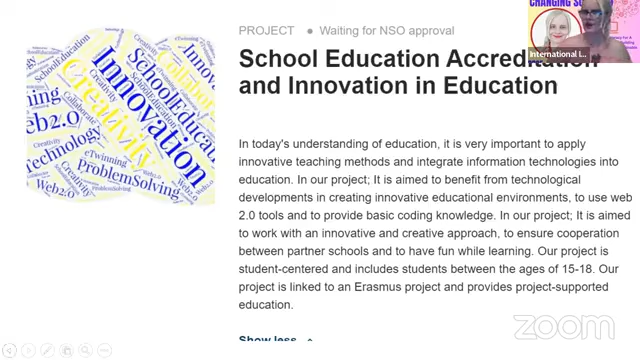 PROJECT ● Waiting for NSO approval
School Education Accreditation
and Innovation in Education
In today's understanding of education, it is very important to apply
innovative teaching methods and integrate information technologies into
education. In our project; It is aimed to benefit from technological
developments in creating innovative educational environments, to use web
2.0 tools and to provide basic coding knowledge. In our project; It is aimed
to work with an innovative and creative approach, to ensure cooperation
between partner schools and to have fun while learning. Our project is
student-centered and includes students between the ages of 15-18. Our
project is linked to an Erasmus project and provides project-supported
education.
Show less
Innovation
Creativity
SchoolEducation
Web2.0
Technology
ProblemSolving
eTwinning
Collaborate
CHANGING
International L...
zoom